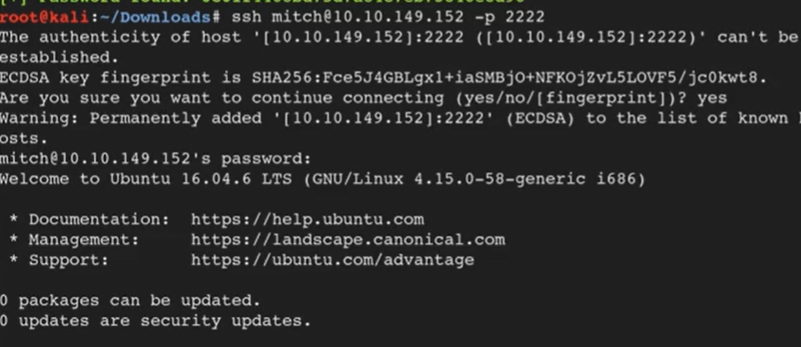 root@kali:~/Downloads# ssh mitch@10.10.149.152 -p 2222
The authenticity of host '[10.10.149.152]:2222 ([10.10.149.152]:2222)' can't be
established.
ECDSA key fingerprint is SHA256:Fce5J4GBLgx1+iaSMBjO+NFKOjZvL5LOVF5/jc0kwt8.
Are you sure you want to continue connecting (yes/no/[fingerprint])? yes
Warning: Permanently added '[10.10.149.152]:2222' (ECDSA) to the list of known
osts.
mitch@10.10.149.152's password:
Welcome to Ubuntu 16.04.6 LTS (GNU/Linux 4.15.0-58-generic i686)
* Documentation: https://help.ubuntu.com
* Management: https://landscape.canonical.com
* Support: https://ubuntu.com/advantage
0 packages can be updated.
0 updates are security updates.